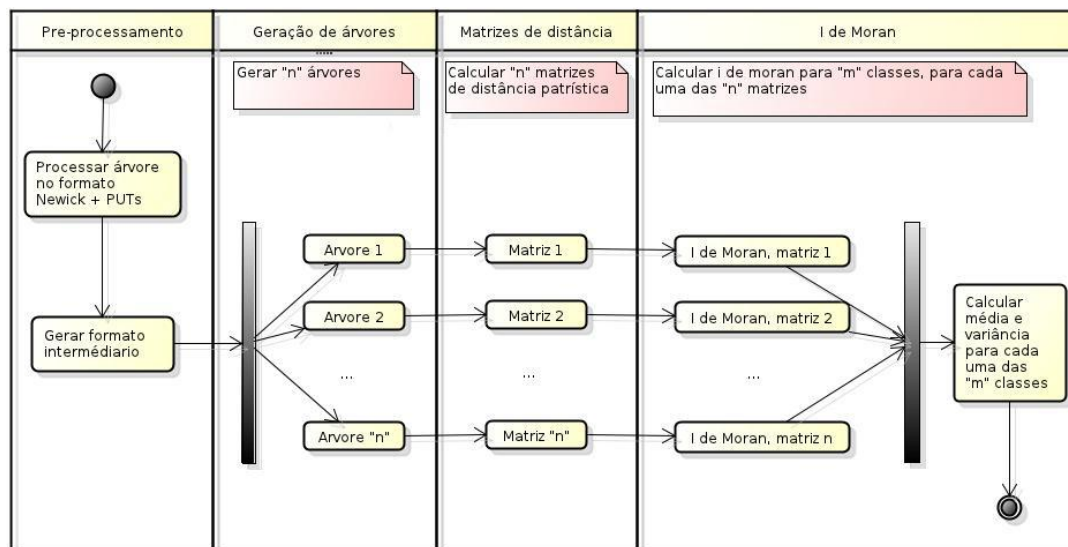 Pre-processamento
Geração de árvores
Matrizes de distância
I de Moran
Gerar "n" árvores
Calcular "n" matrizes
de distância patrística
Calcular i de moran para "m" classes, para cada
uma das "n" matrizes
Processar árvore
no formato
Newick + PUTs
Gerar formato
intermédiario
Arvore 1
Matriz 1
I de Moran, matriz 1
Arvore 2
Matriz 2
I de Moran, matriz 2
...
...
...
Arvore "n"
Matriz "n"
I de Moran, matriz n
Calcular
média e
variância
para cada
uma das
"m" classes